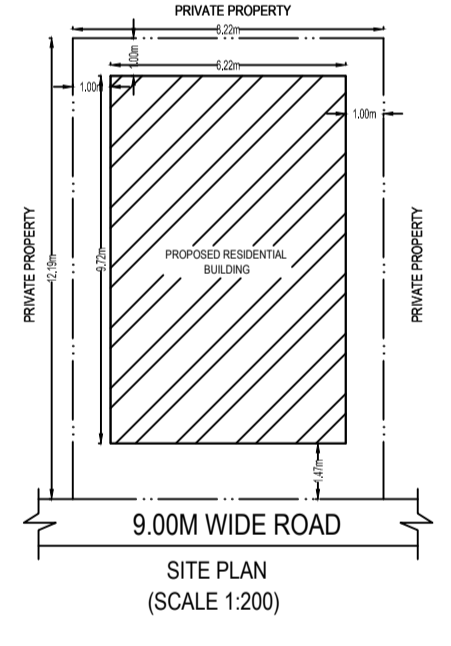 PRIVATE PROPERTY
8.22m
1.00m
6.22m
1.00m
1.00m
PRIVATE PROPERTY
12.19m
9.72m
PROPOSED RESIDENTIAL
BUILDING
PRIVATE PROPERTY
1.47m
9.00M WIDE ROAD
SITE PLAN
(SCALE 1:200)